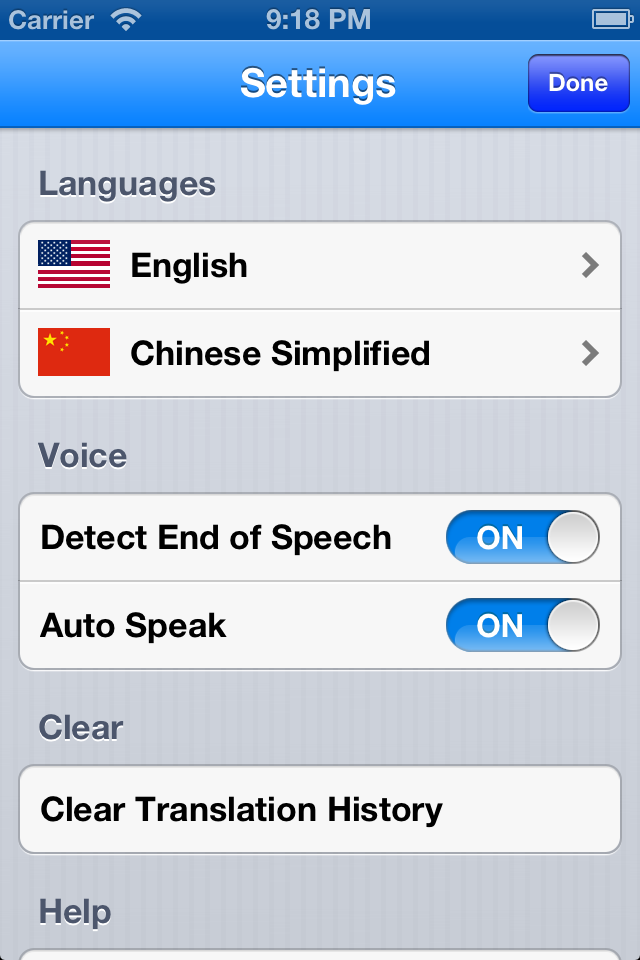 Carrier 9:18 PM
Settings Done
Languages
English
Chinese Simplified
Voice
Detect End of Speech ON
Auto Speak ON
Clear
Clear Translation History
Help